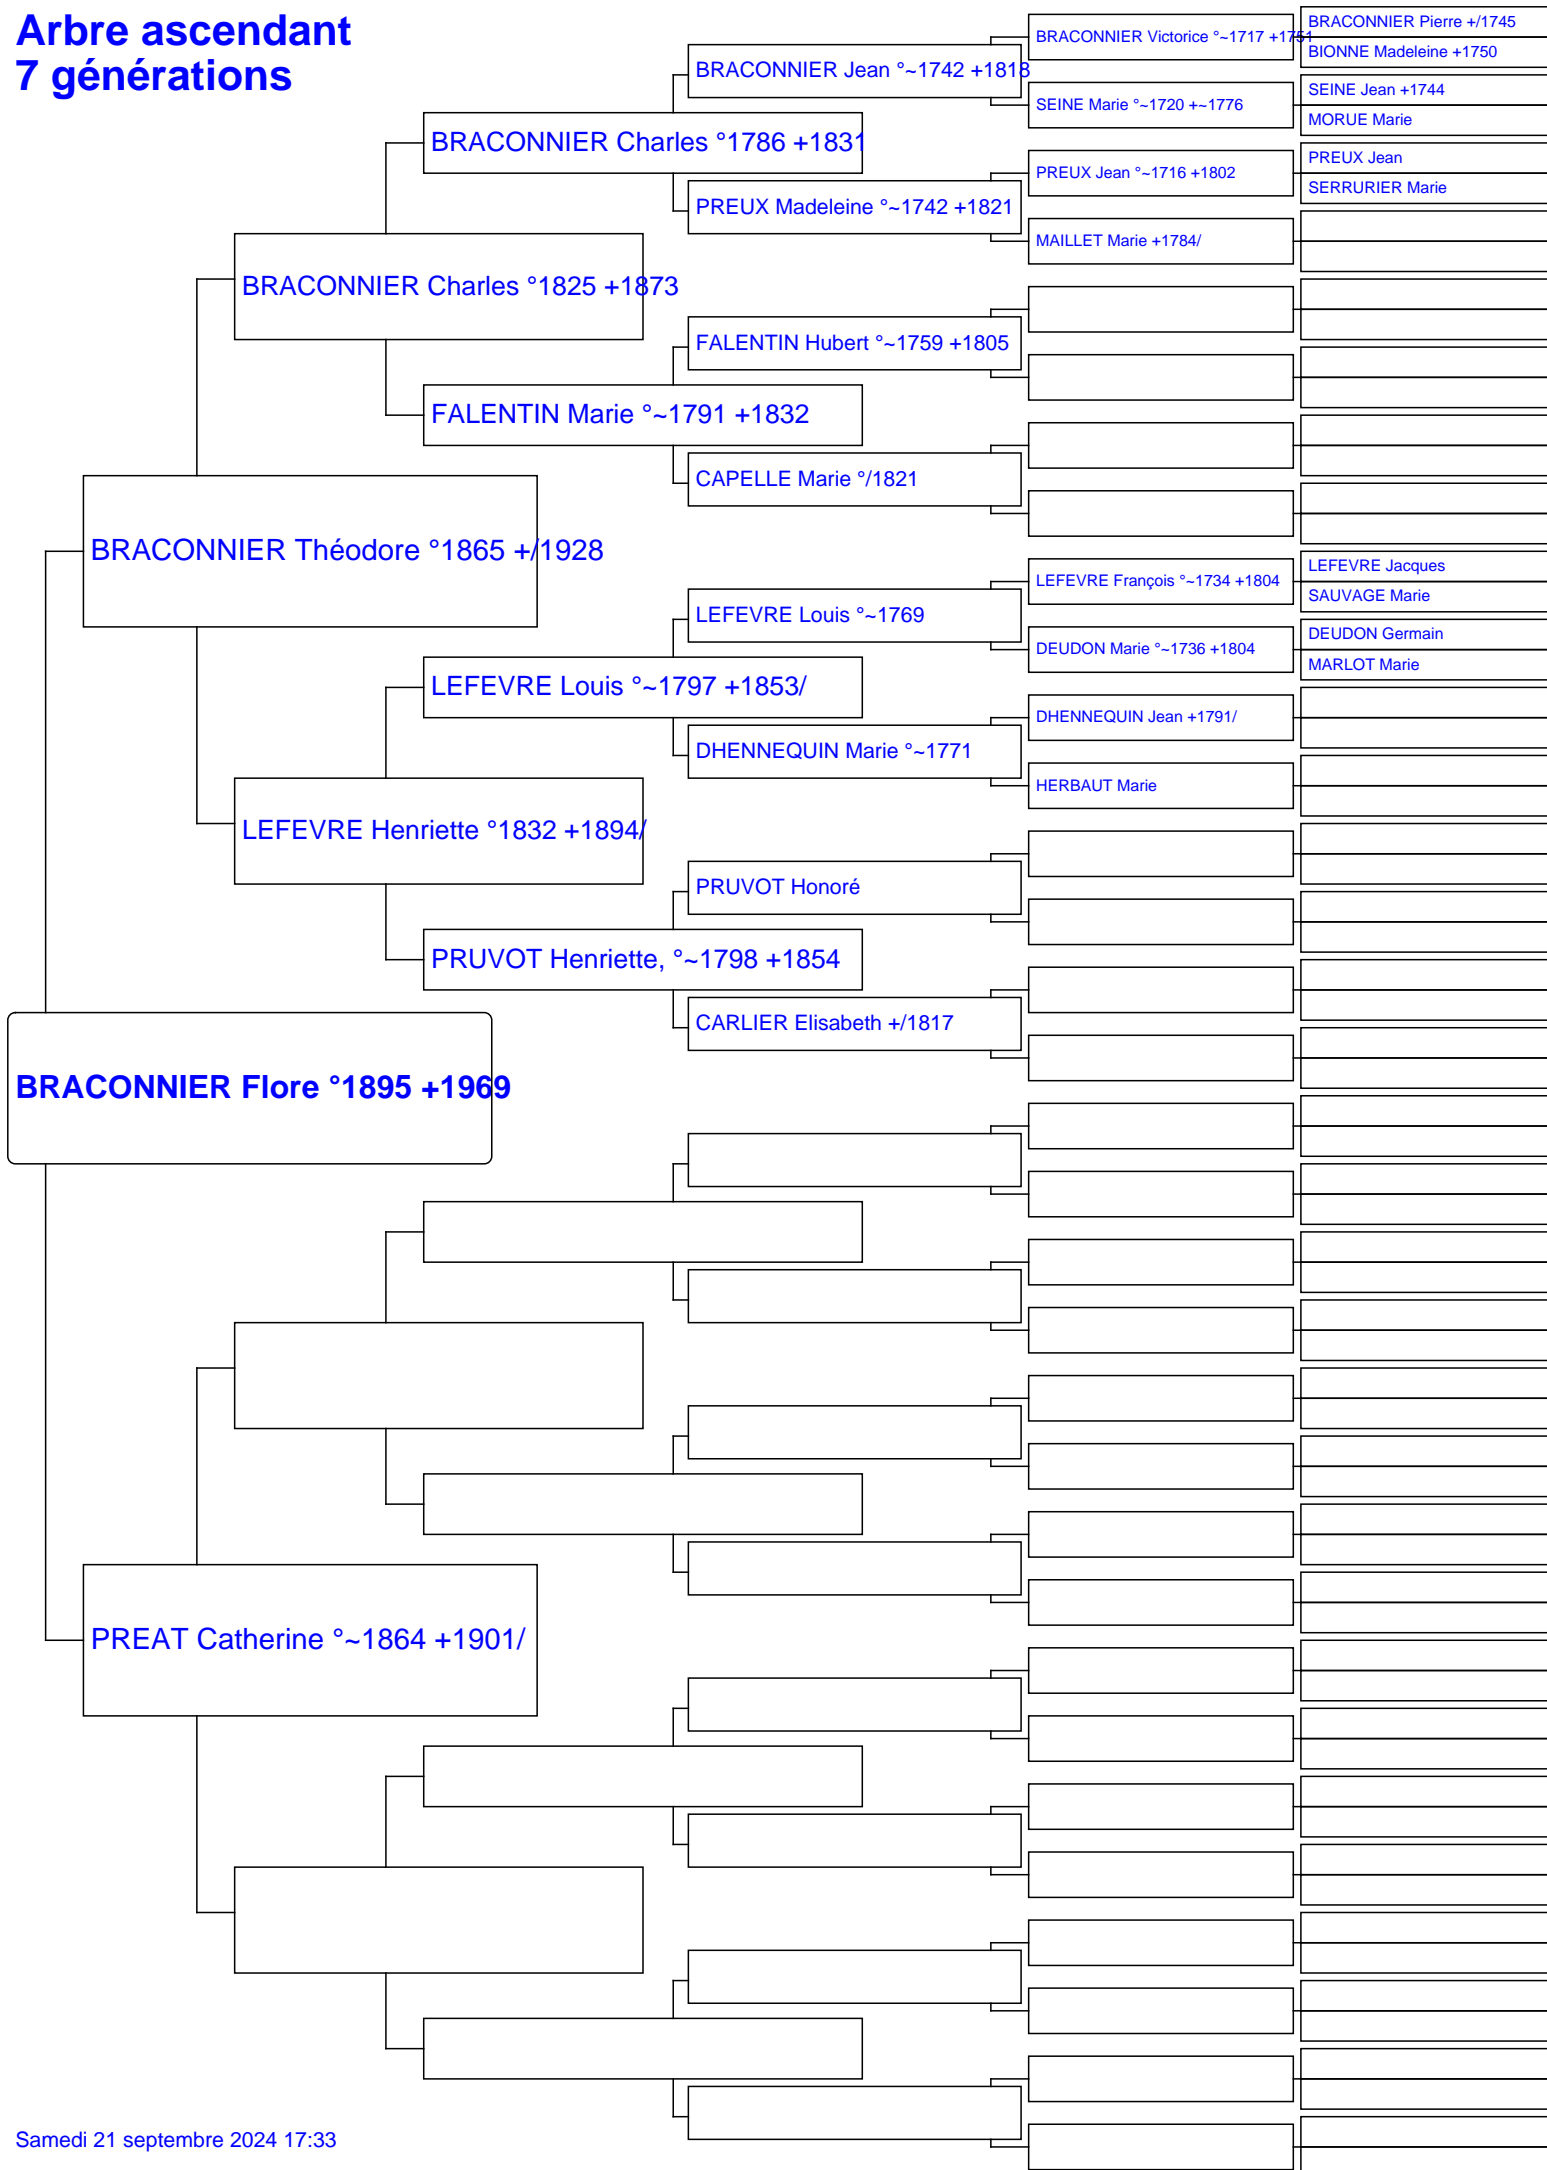 Arbre ascendant
7 générations
BRACONNIER Pierre +/1745
BRACONNIER Victorice °~1717 +1751
BIONNE Madeleine +1750
BRACONNIER Jean °~1742 +1818
SEINE Jean +1744
SEINE Marie °~1720 +~1776
MORUE Marie
BRACONNIER Charles °1786 +1831
PREUX Jean
PREUX Jean °~1716 +1802
SERRURIER Marie
PREUX Madeleine °~1742 +1821
MAILLET Marie +1784/
BRACONNIER Charles °1825 +1873
FALENTIN Hubert °~1759 +1805
FALENTIN Marie °~1791 +1832
CAPELLE Marie °/1821
BRACONNIER Théodore °1865 +/1928
LEFEVRE Jacques
LEFEVRE François °~1734 +1804
SAUVAGE Marie
LEFEVRE Louis °~1769
DEUDON Germain
DEUDON Marie °~1736 +1804
MARLOT Marie
LEFEVRE Louis °~1797 +1853/
DHENNEQUIN Jean +1791/
DHENNEQUIN Marie °~1771
HERBAUT Marie
LEFEVRE Henriette °1832 +1894/
PRUVOT Honoré
PRUVOT Henriette, °~1798 +1854
CARLIER Elisabeth +/1817
BRACONNIER Flore °1895 +1969
PREAT Catherine °~1864 +1901/
Samedi 21 septembre 2024 17:33